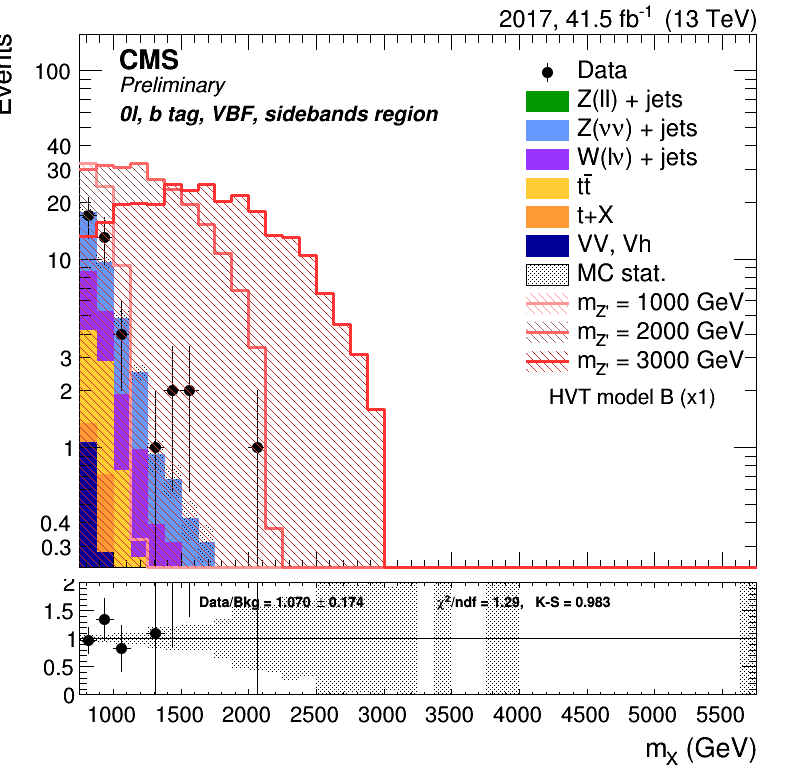 2017, 41.5 fb⁻¹ (13 TeV)
Events
CMS
Preliminary
0l, b tag, VBF, sidebands region
Data
Z(ll) + jets
Z(νν) + jets
W(lν) + jets
tt̄
t+X
VV, Vh
MC stat.
m_Z' = 1000 GeV
m_Z' = 2000 GeV
m_Z' = 3000 GeV
HVT model B (x1)
100
40
30
20
10
3
2
1
0.4
0.3
2
1.5
1
0.5
0
Data/Bkg = 1.070 ± 0.174
χ²/ndf = 1.29, K-S = 0.983
1000 1500 2000 2500 3000 3500 4000 4500 5000 5500
m_X (GeV)